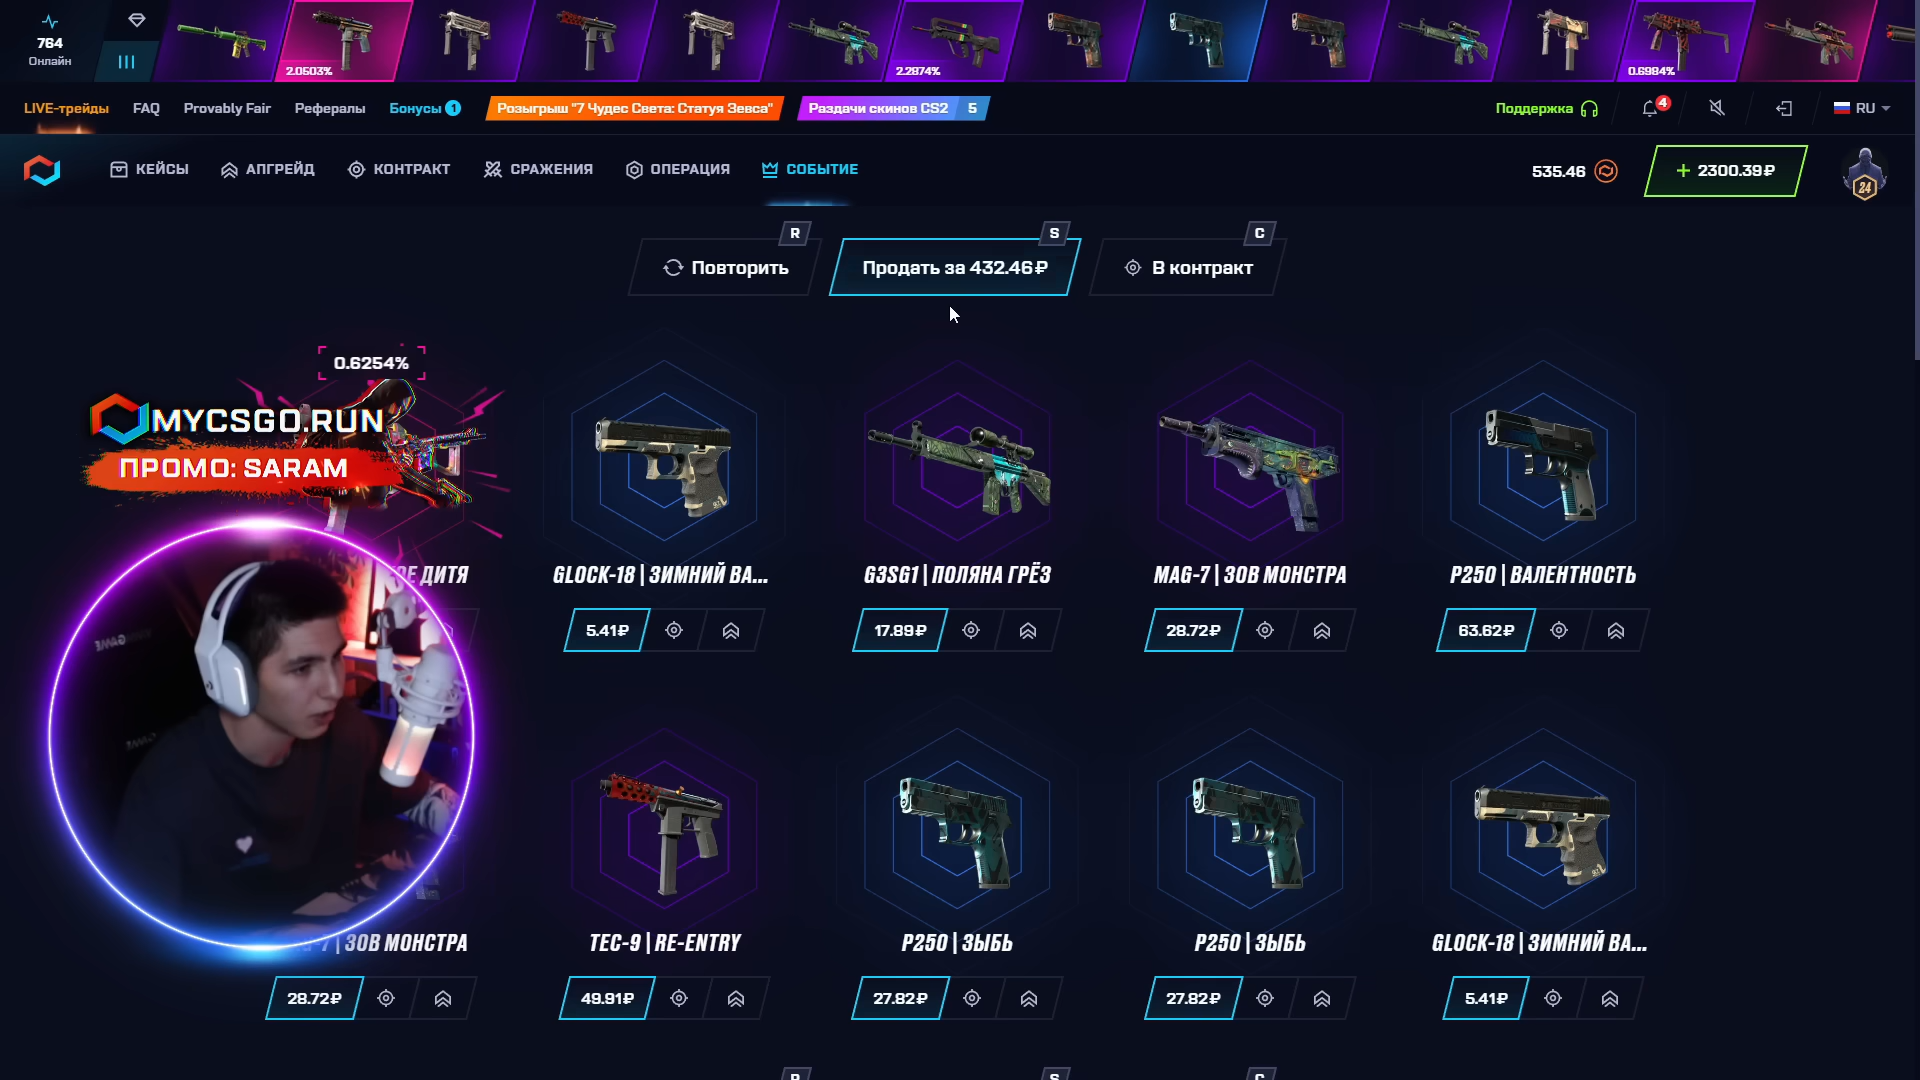 764
Онлайн
2.0503%
2.2874%
0.6984%
LIVE-трейды
FAQ
Provably Fair
Рефералы
Бонусы 1
Розыгрыш "7 Чудес Света: Статуя Зевса"
Раздачи скинов CS2 5
Поддержка
4
RU
КЕЙСЫ
АПГРЕЙД
КОНТРАКТ
СРАЖЕНИЯ
ОПЕРАЦИЯ
СОБЫТИЕ
535.46
+ 2300.39₽
24
R
S
C
Повторить
Продать за 432.46₽
В контракт
0.6254%
MYCSGO.RUN
ПРОМО: SARAM
ДИТЯ
GLOCK-18 | ЗИМНИЙ ВА...
G3SG1 | ПОЛЯНА ГРЁЗ
MAG-7 | ЗОВ МОНСТРА
P250 | ВАЛЕНТНОСТЬ
5.41₽
17.89₽
28.72₽
63.62₽
-7 | ЗОВ МОНСТРА
TEC-9 | RE-ENTRY
P250 | ЗЫБЬ
P250 | ЗЫБЬ
GLOCK-18 | ЗИМНИЙ ВА...
28.72₽
49.91₽
27.82₽
27.82₽
5.41₽
R
S
C